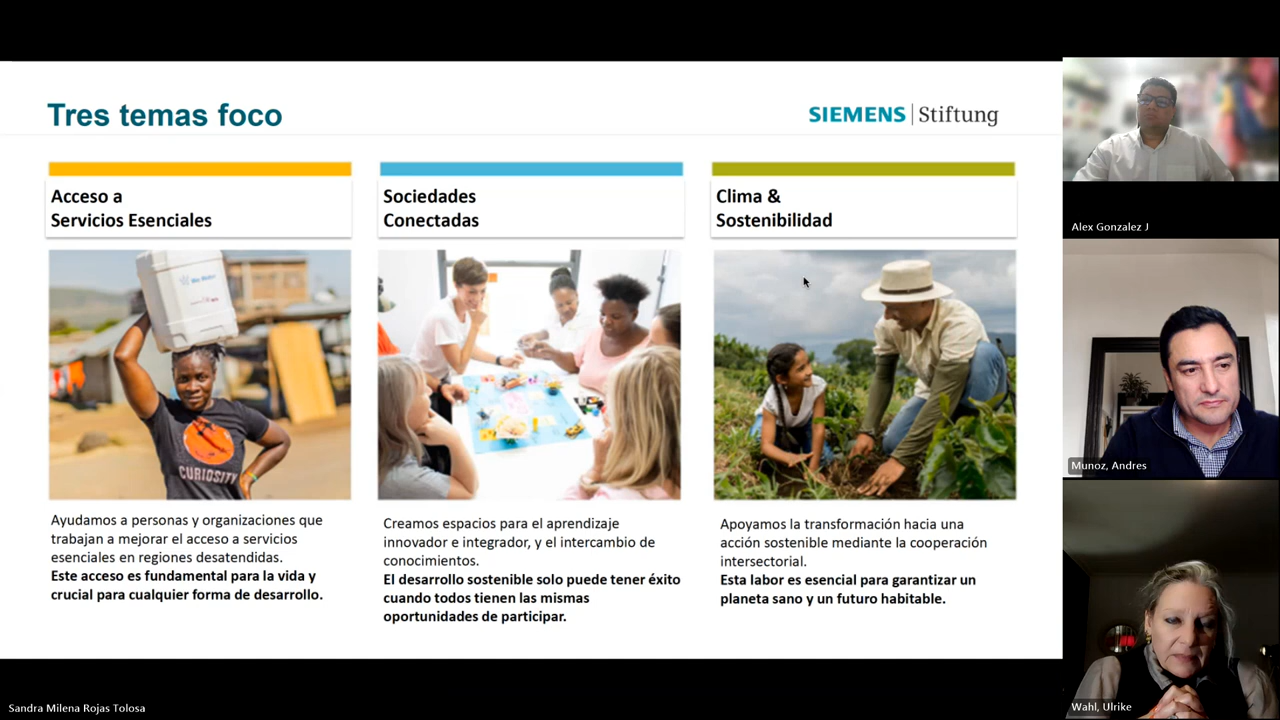 Tres temas foco
SIEMENS | Stiftung
Acceso a
Servicios Esenciales
Sociedades
Conectadas
Clima &
Sostenibilidad
CURIOSITY
Ayudamos a personas y organizaciones que
trabajan a mejorar el acceso a servicios
esenciales en regiones desatendidas.
Este acceso es fundamental para la vida y
crucial para cualquier forma de desarrollo.
Creamos espacios para el aprendizaje
innovador e integrador, y el intercambio de
conocimientos.
El desarrollo sostenible solo puede tener éxito
cuando todos tienen las mismas
oportunidades de participar.
Apoyamos la transformación hacia una
acción sostenible mediante la cooperación
intersectorial.
Esta labor es esencial para garantizar un
planeta sano y un futuro habitable.
Alex Gonzalez J
Munoz, Andres
Wahl, Ulrike
Sandra Milena Rojas Tolosa